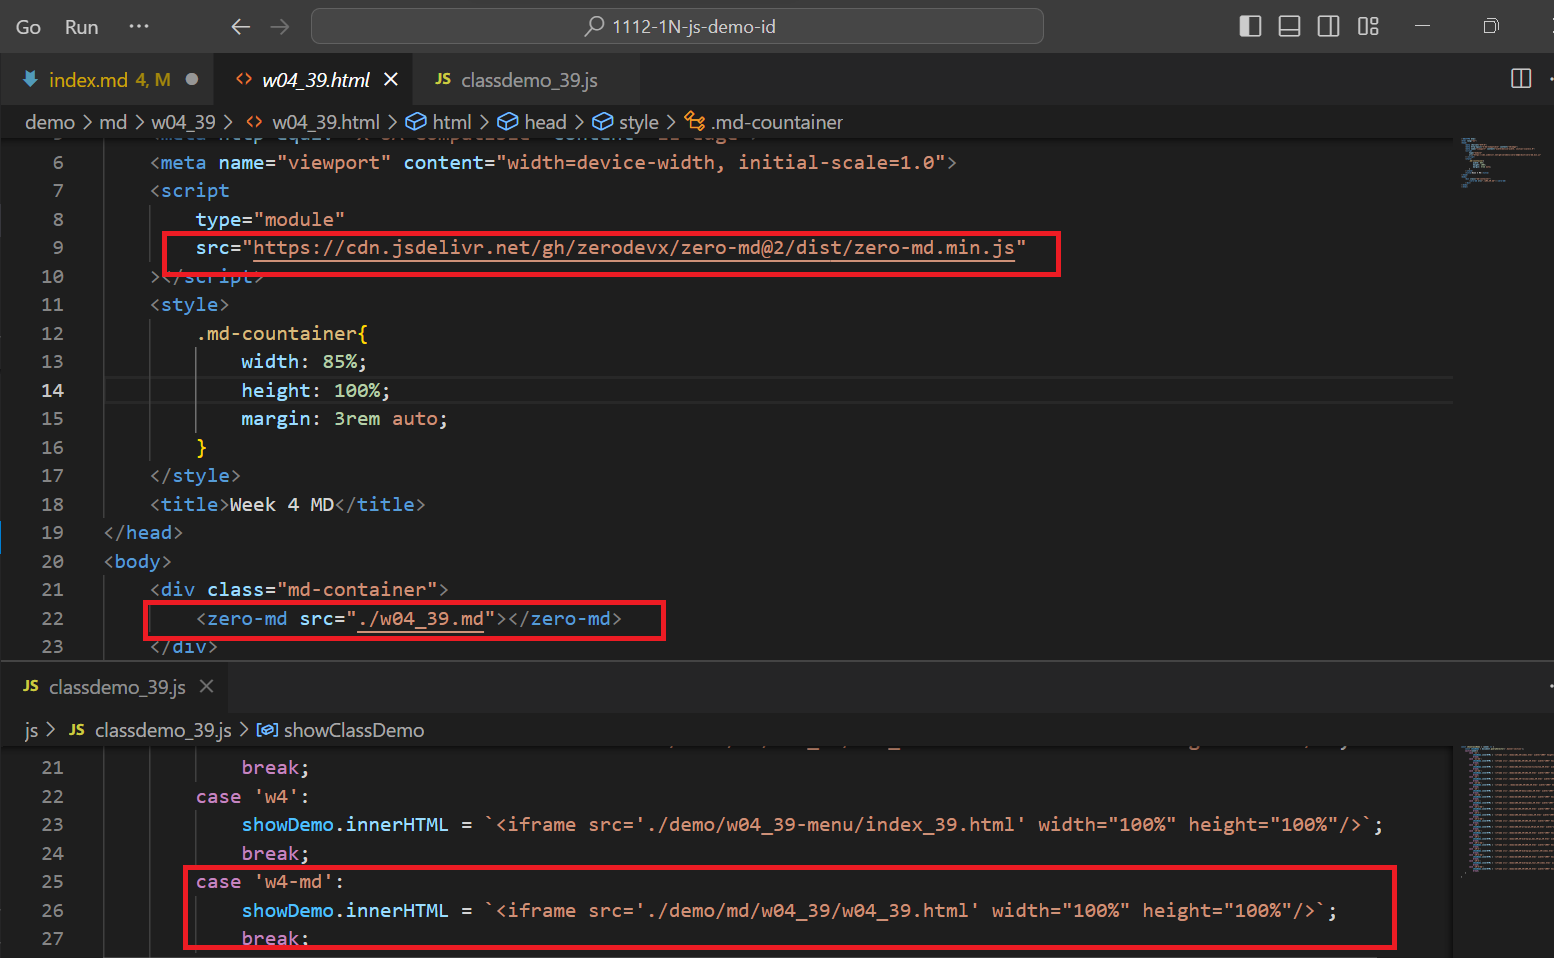 Go Run ··· 1112-1N-js-demo-id
index.md 4, M w04_39.html JS classdemo_39.js
demo > md > w04_39 > <> w04_39.html > html > head > style > .md-countainer
6 <meta name="viewport" content="width=device-width, initial-scale=1.0">
7 <script
8 type="module"
9 src="https://cdn.jsdelivr.net/gh/zerodevx/zero-md@2/dist/zero-md.min.js"
10 ></script>
11 <style>
12 .md-countainer{
13 width: 85%;
14 height: 100%;
15 margin: 3rem auto;
16 }
17 </style>
18 <title>Week 4 MD</title>
19 </head>
20 <body>
21 <div class="md-container">
22 <zero-md src="./w04_39.md"></zero-md>
23 </div>
JS classdemo_39.js
js > JS classdemo_39.js > showClassDemo
21 break;
22 case 'w4':
23 showDemo.innerHTML = `<iframe src='./demo/w04_39-menu/index_39.html' width="100%" height="100%"/>`;
24 break;
25 case 'w4-md':
26 showDemo.innerHTML = `<iframe src='./demo/md/w04_39/w04_39.html' width="100%" height="100%"/>`;
27 break;